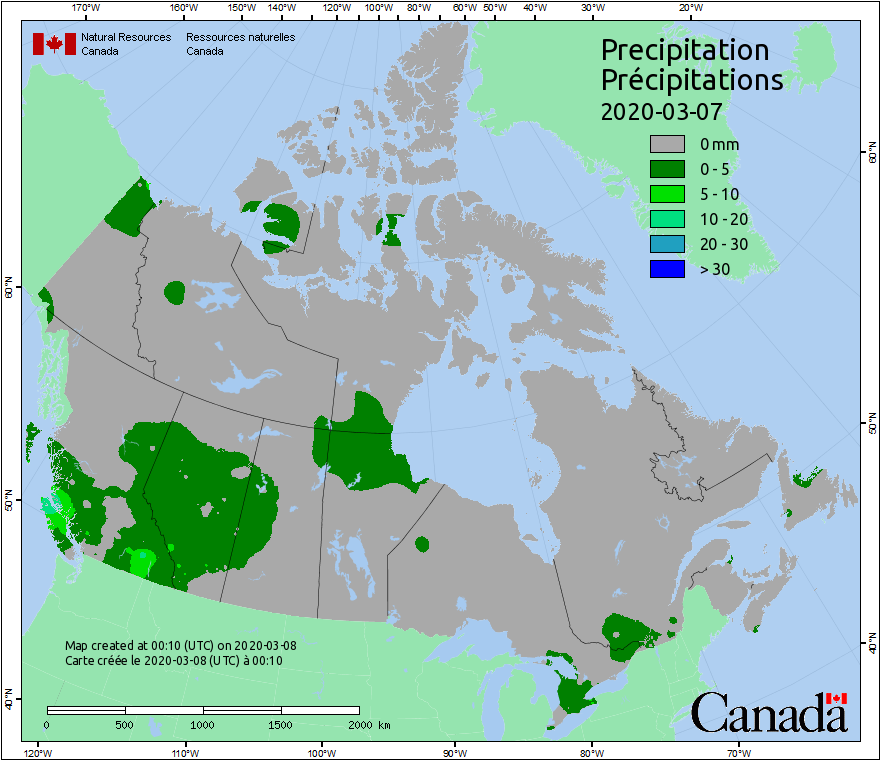 170°W 160°W 150°W 140°W 120°W 100°W 80°W 60°W 50°W 40°W 30°W 20°W
Natural Resources Canada
Ressources naturelles Canada
Precipitation
Précipitations
2020-03-07
0 mm
0 - 5
5 - 10
10 - 20
20 - 30
> 30
60°N
50°N
40°N
60°N
50°N
40°N
Map created at 00:10 (UTC) on 2020-03-08
Carte créée le 2020-03-08 (UTC) à 00:10
0 500 1000 1500 2000 km
Canada
120°W 110°W 100°W 90°W 80°W 70°W